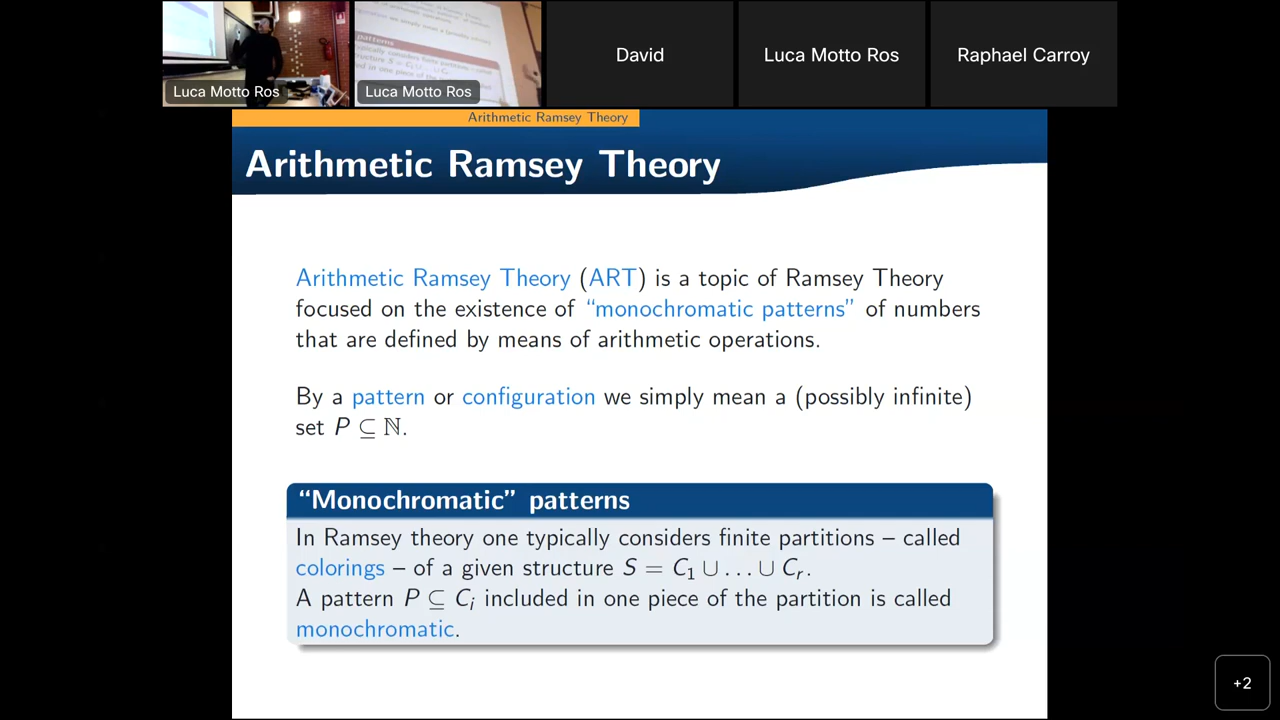 David
Luca Motto Ros
Raphael Carroy
Luca Motto Ros
Luca Motto Ros
Arithmetic Ramsey Theory
Arithmetic Ramsey Theory
Arithmetic Ramsey Theory (ART) is a topic of Ramsey Theory
focused on the existence of “monochromatic patterns” of numbers
that are defined by means of arithmetic operations.
By a pattern or configuration we simply mean a (possibly infinite)
set P ⊆ ℕ.
“Monochromatic” patterns
In Ramsey theory one typically considers finite partitions – called
colorings – of a given structure S = C₁ ∪ … ∪ Cᵣ.
A pattern P ⊆ Cᵢ included in one piece of the partition is called
monochromatic.
+2